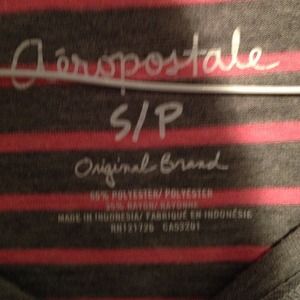 Aéropostale
S/P
Original Brand
65% POLYESTER/ POLYESTER
35% RAYON/ RAYONNE
MADE IN INDONESIA/ FABRIQUÉ EN INDONÉSIE
RN121726 CA53201